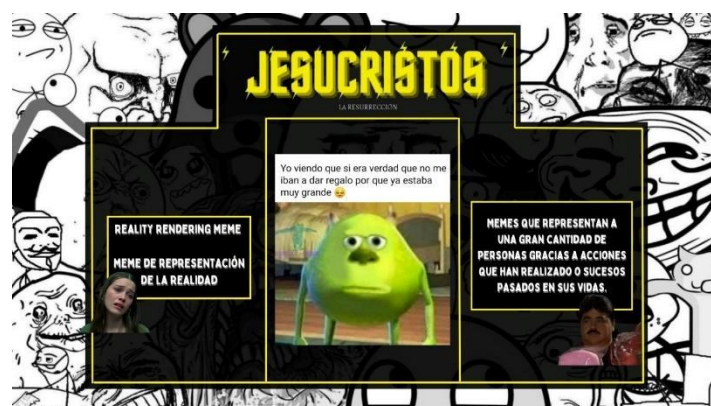 JESUCRISTOS
LA RESURRECCIÓN
Yo viendo que si era verdad que no me
iban a dar regalo por que ya estaba
muy grande 😔
REALITY RENDERING MEME
MEME DE REPRESENTACIÓN
DE LA REALIDAD
MEMES QUE REPRESENTAN A
UNA GRAN CANTIDAD DE
PERSONAS GRACIAS A ACCIONES
QUE HAN REALIZADO O SUCESOS
PASADOS EN SUS VIDAS.